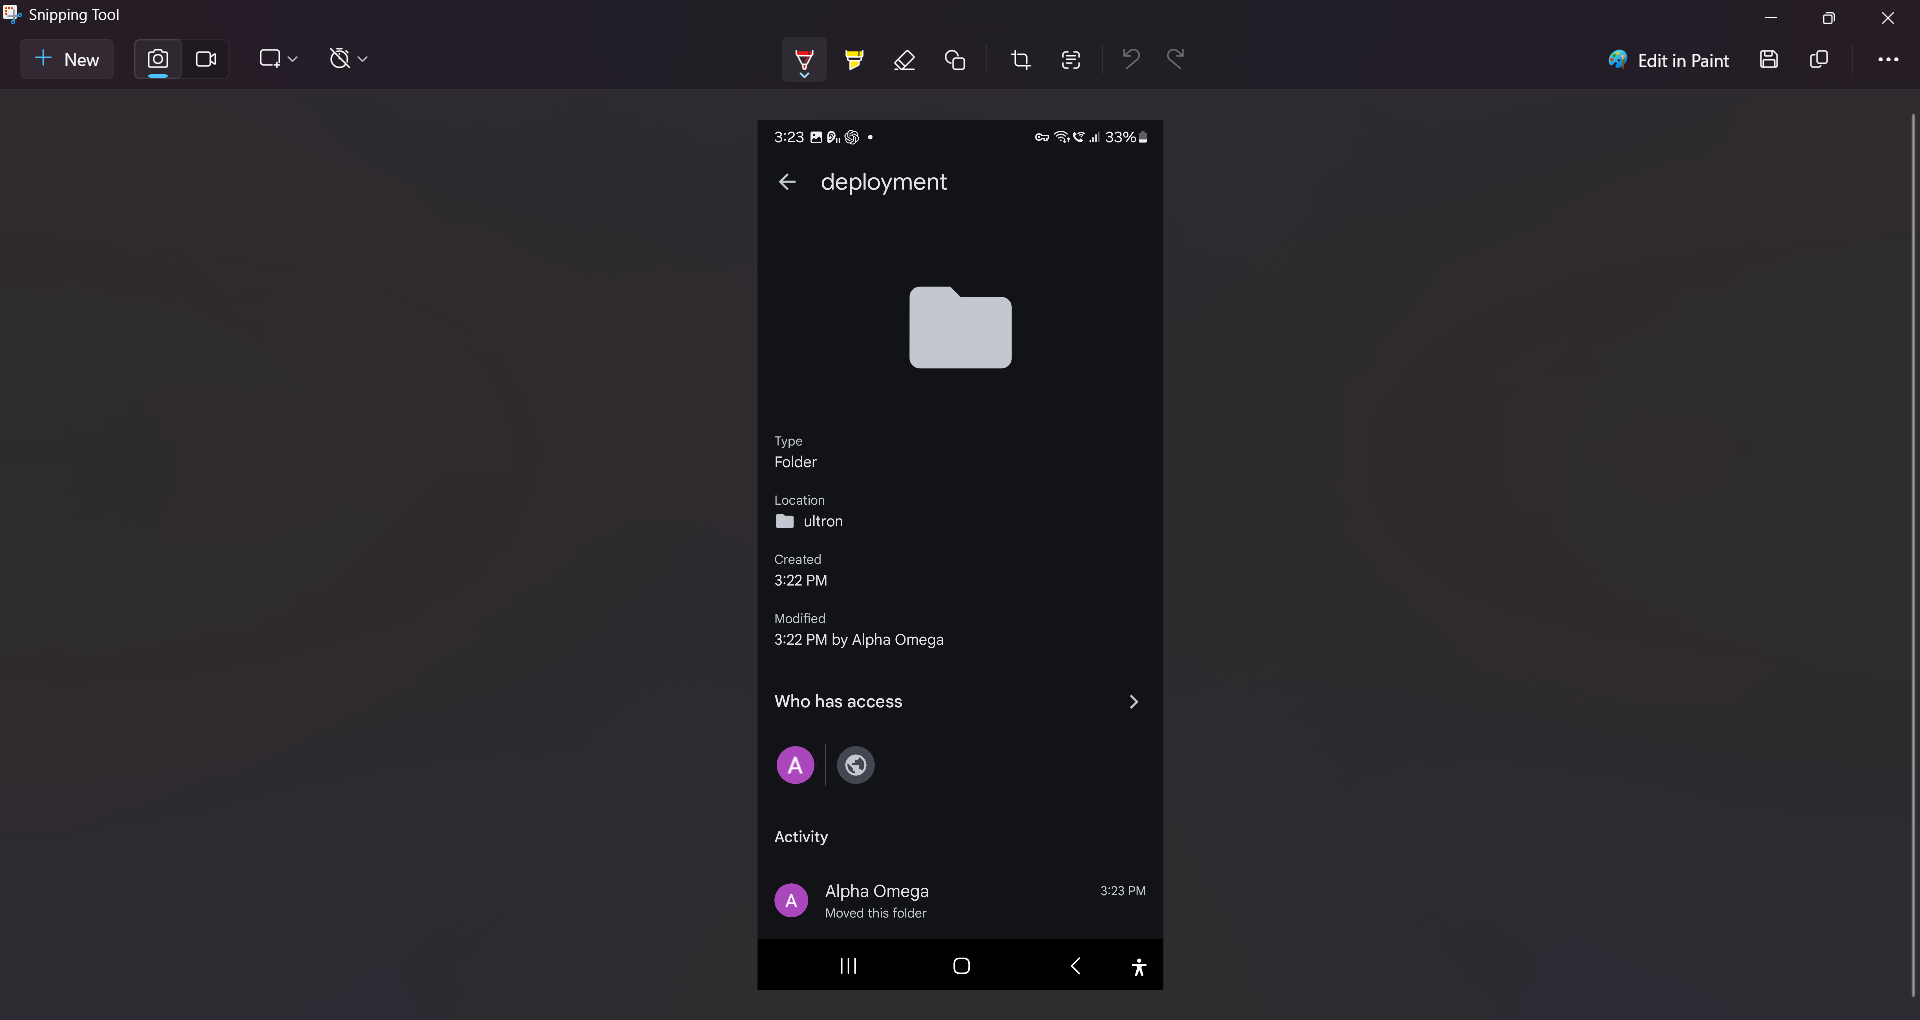 Snipping Tool
New
Edit in Paint
3:23
33%
deployment
Type
Folder
Location
ultron
Created
3:22 PM
Modified
3:22 PM by Alpha Omega
Who has access
A
Activity
A
Alpha Omega
3:23 PM
Moved this folder